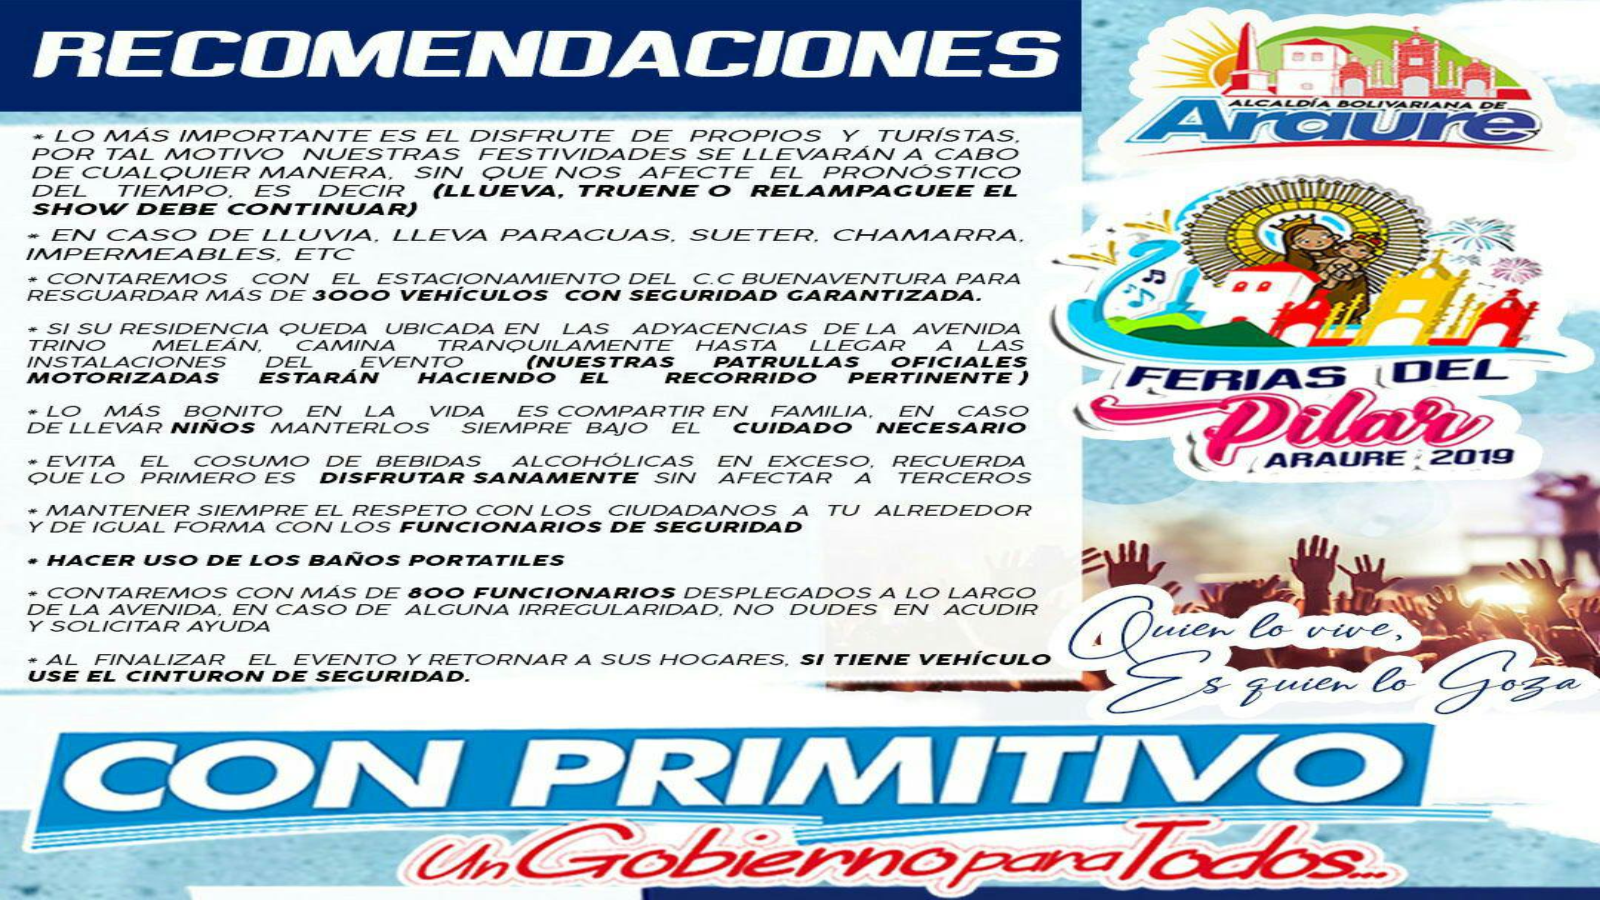 RECOMENDACIONES
* LO MÁS IMPORTANTE ES EL DISFRUTE DE PROPIOS Y TURÍSTAS,
POR TAL MOTIVO NUESTRAS FESTIVIDADES SE LLEVARÁN A CABO
DE CUALQUIER MANERA, SIN QUE NOS AFECTE EL PRONÓSTICO
DEL TIEMPO, ES DECIR (LLUEVA, TRUENE O RELAMPAGUEE EL
SHOW DEBE CONTINUAR)
* EN CASO DE LLUVIA, LLEVA PARAGUAS, SUETER, CHAMARRA,
IMPERMEABLES, ETC
* CONTAREMOS CON EL ESTACIONAMIENTO DEL C.C BUENAVENTURA PARA
RESGUARDAR MÁS DE 3000 VEHÍCULOS CON SEGURIDAD GARANTIZADA.
* SI SU RESIDENCIA QUEDA UBICADA EN LAS ADYACENCIAS DE LA AVENIDA
TRINO MELEÁN, CAMINA TRANQUILAMENTE HASTA LLEGAR A LAS
INSTALACIONES DEL EVENTO (NUESTRAS PATRULLAS OFICIALES
MOTORIZADAS ESTARÁN HACIENDO EL RECORRIDO PERTINENTE)
* LO MÁS BONITO EN LA VIDA ES COMPARTIR EN FAMILIA, EN CASO
DE LLEVAR NIÑOS MANTERLOS SIEMPRE BAJO EL CUIDADO NECESARIO
* EVITA EL COSUMO DE BEBIDAS ALCOHÓLICAS EN EXCESO, RECUERDA
QUE LO PRIMERO ES DISFRUTAR SANAMENTE SIN AFECTAR A TERCEROS
* MANTENER SIEMPRE EL RESPETO CON LOS CIUDADANOS A TU ALREDEDOR
Y DE IGUAL FORMA CON LOS FUNCIONARIOS DE SEGURIDAD
* HACER USO DE LOS BAÑOS PORTATILES
* CONTAREMOS CON MÁS DE 800 FUNCIONARIOS DESPLEGADOS A LO LARGO
DE LA AVENIDA, EN CASO DE ALGUNA IRREGULARIDAD, NO DUDES EN ACUDIR
Y SOLICITAR AYUDA
* AL FINALIZAR EL EVENTO Y RETORNAR A SUS HOGARES, SI TIENE VEHÍCULO
USE EL CINTURON DE SEGURIDAD.
ALCALDÍA BOLIVARIANA DE
Araure
FERIAS DEL
Pilar
ARAURE 2019
Quien lo vive,
Es quien lo Goza
CON PRIMITIVO
Un Gobierno para Todos...